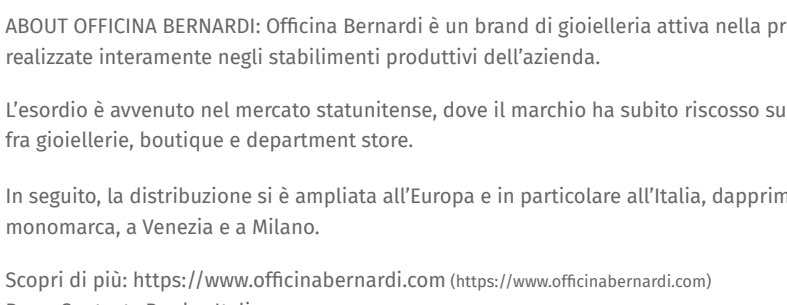 ABOUT OFFICINA BERNARDI: Officina Bernardi è un brand di gioielleria attiva nella
realizzate interamente negli stabilimenti produttivi dell’azienda.
L’esordio è avvenuto nel mercato statunitense, dove il marchio ha subito riscosso
fra gioiellerie, boutique e department store.
In seguito, la distribuzione si è ampliata all’Europa e in particolare all’Italia,
monomarca, a Venezia e a Milano.
Scopri di più: https://www.officinabernardi.com (https://www.officinabernardi.com)